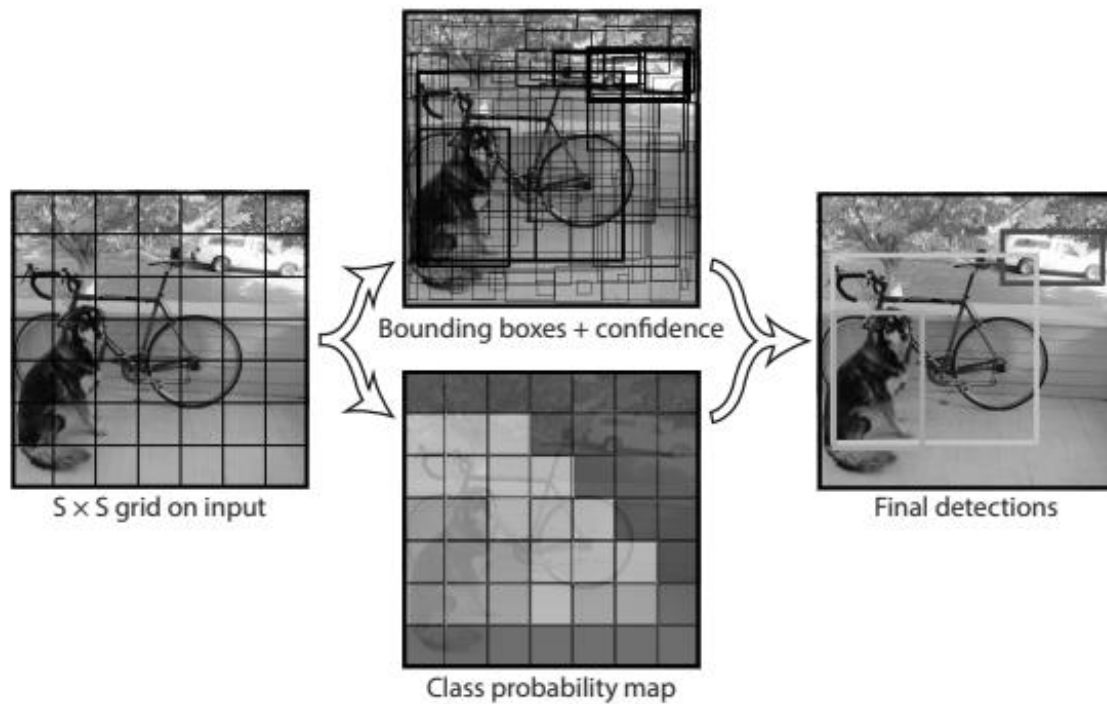 Bounding boxes + confidence
S × S grid on input
Final detections
Class probability map